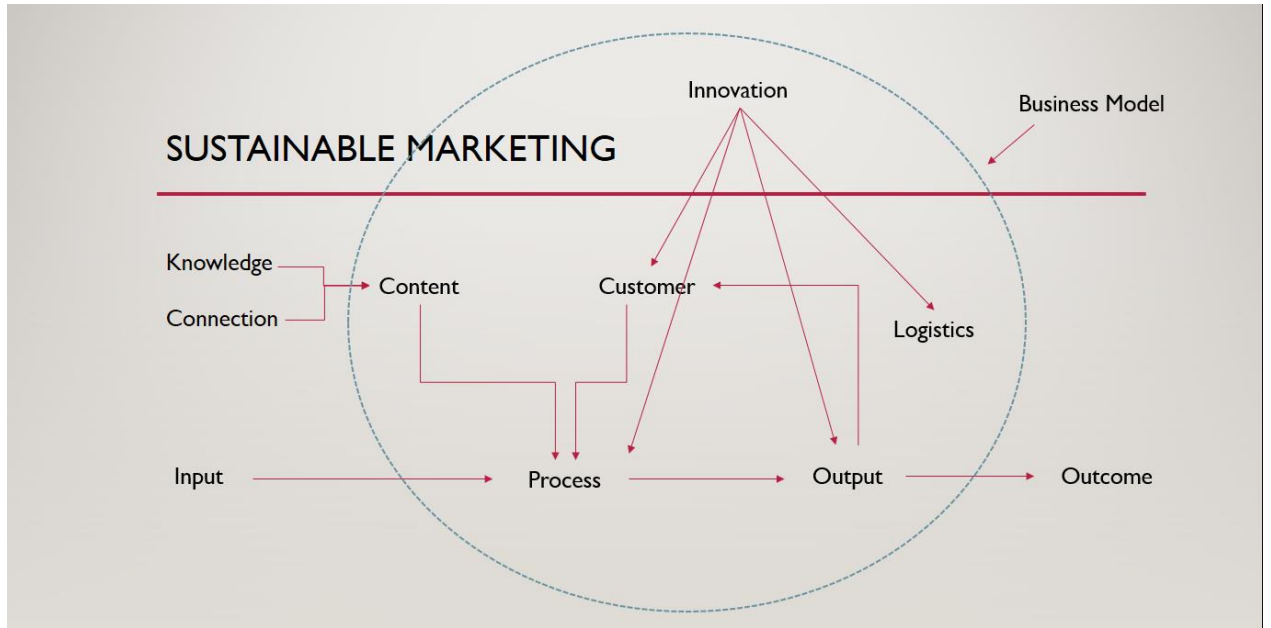 Innovation
Business Model
SUSTAINABLE MARKETING
Knowledge
Connection
Content
Customer
Logistics
Input
Process
Output
Outcome